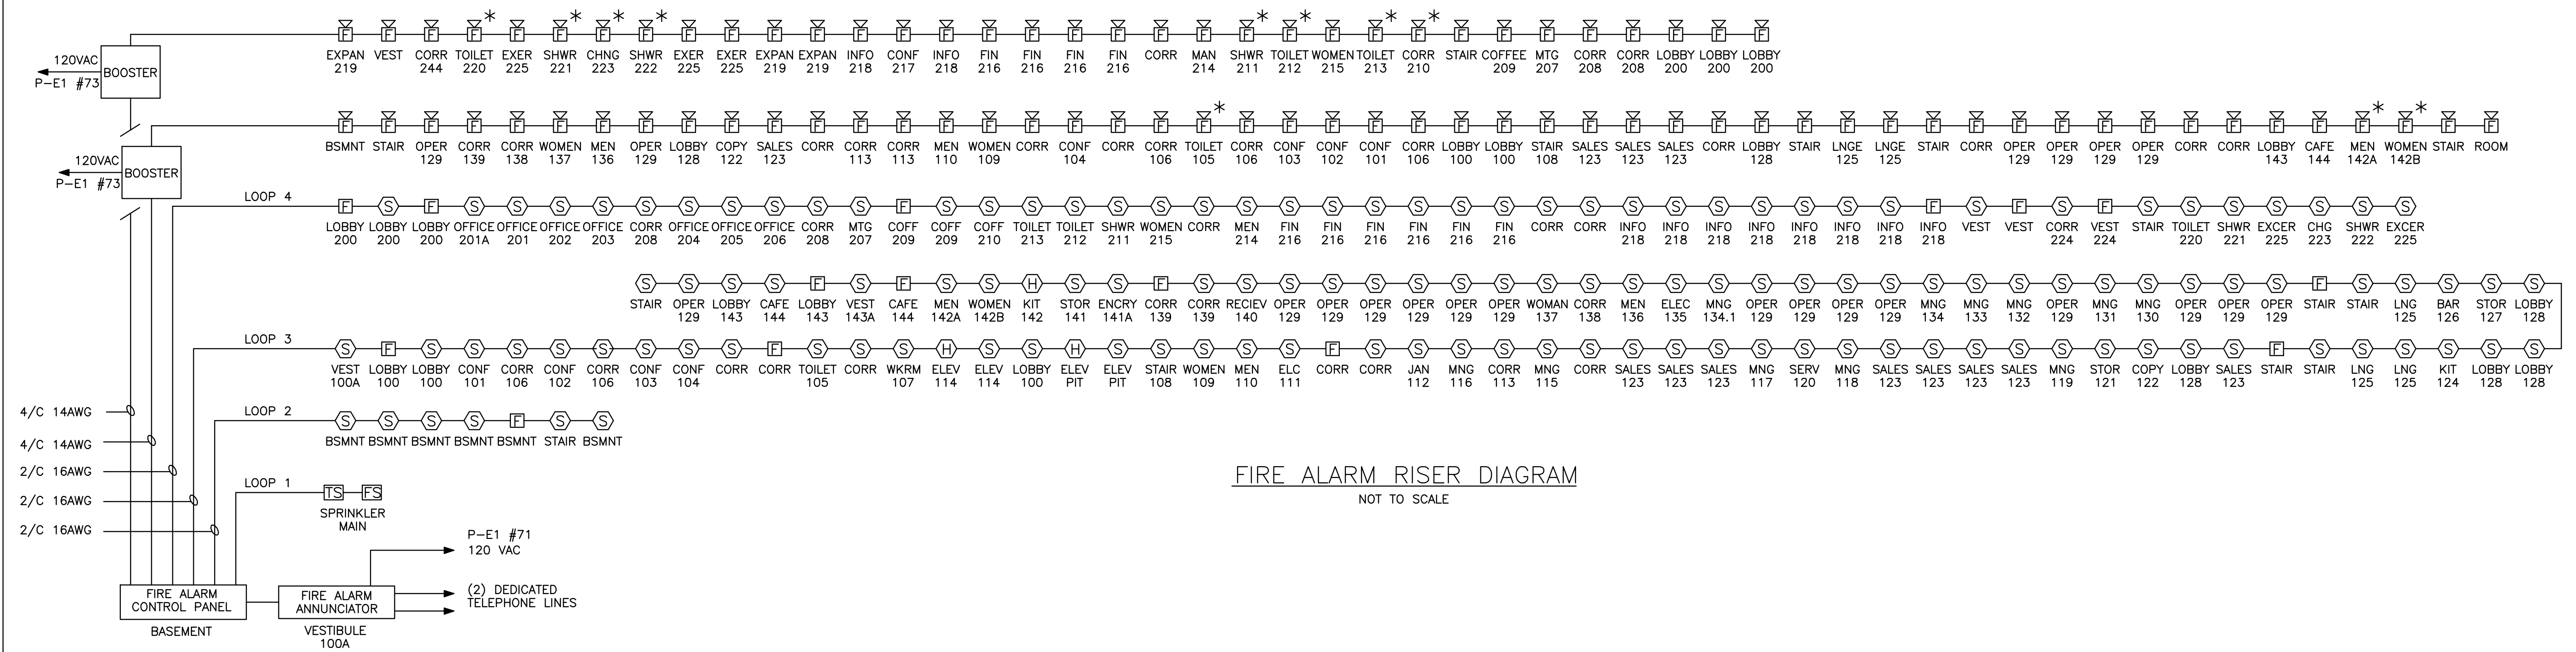 F F F F * F F * F * F * F F F F F F F F F F F F F F * F * F F * F * F F F F F F F F
EXPAN VEST CORR TOILET EXER SHWR CHNG SHWR EXER EXER EXPAN EXPAN INFO CONF INFO FIN FIN FIN FIN CORR MAN SHWR TOILET WOMEN TOILET CORR STAIR COFFEE MTG CORR CORR LOBBY LOBBY LOBBY
219 244 220 225 221 223 222 225 225 219 219 218 217 218 216 216 216 216 214 211 212 215 213 210 209 207 208 208 200 200 200
120VAC
BOOSTER
P-E1 #73
F F F F F F F F F F F F F F F F F F F F F * F F F F F F F F F F F F F F F F F F F F F F F F F F * F * F F
BSMNT STAIR OPER CORR CORR WOMEN MEN OPER LOBBY COPY SALES CORR CORR CORR MEN WOMEN CORR CONF CORR CORR TOILET CORR CONF CONF CONF CORR LOBBY LOBBY STAIR SALES SALES SALES CORR LOBBY STAIR LNGE LNGE STAIR CORR OPER OPER OPER OPER CORR CORR LOBBY CAFE MEN WOMEN STAIR ROOM
129 139 138 137 136 129 128 122 123 113 113 110 109 104 106 105 106 103 102 101 106 100 100 108 123 123 123 128 125 125 129 129 129 129 143 144 142A 142B
120VAC
BOOSTER
P-E1 #73
LOOP 4
F S F S S S S S S S S S S F S S S S S S S S S S S S S S S S S S S S S S S F S F S F S S S S S S S
LOBBY LOBBY LOBBY OFFICE OFFICE OFFICE OFFICE CORR OFFICE OFFICE OFFICE CORR MTG COFF COFF COFF TOILET TOILET SHWR WOMEN CORR MEN FIN FIN FIN FIN FIN FIN CORR CORR INFO INFO INFO INFO INFO INFO INFO INFO VEST VEST CORR VEST STAIR TOILET SHWR EXCER CHG SHWR EXCER
200 200 200 201A 201 202 203 208 204 205 206 208 207 209 209 210 213 212 211 215 214 216 216 216 216 216 216 218 218 218 218 218 218 218 218 224 224 220 221 225 223 222 225
S S S S F S F S S H S S F S S S S S S S S S S S S S S S S S S S S S S S S S S F S S S S S
STAIR OPER LOBBY CAFE LOBBY VEST CAFE MEN WOMEN KIT STOR ENCRY CORR CORR RECIEV OPER OPER OPER OPER OPER OPER WOMAN CORR MEN ELEC MNG OPER OPER OPER OPER MNG MNG MNG OPER MNG MNG OPER OPER OPER STAIR STAIR LNG BAR STOR LOBBY
129 143 144 143 143A 144 142A 142B 142 141 141A 139 139 140 129 129 129 129 129 129 137 138 136 135 134.1 129 129 129 129 134 133 132 129 131 130 129 129 129 125 126 127 128
LOOP 3
S F S S S S S S S S F S S S H S S H S S S S S F S S S S S S S S S S S S S S S S S S S S S F S S S S S S
VEST LOBBY LOBBY CONF CORR CONF CORR CONF CONF CORR CORR TOILET CORR WKRM ELEV ELEV LOBBY ELEV ELEV STAIR WOMEN MEN ELC CORR CORR JAN MNG CORR MNG CORR SALES SALES SALES MNG SERV MNG SALES SALES SALES SALES MNG STOR COPY LOBBY SALES STAIR STAIR LNG LNG KIT LOBBY LOBBY
100A 100 100 101 106 102 106 103 104 105 107 114 114 100 PIT PIT 108 109 110 111 112 116 113 115 123 123 123 117 120 118 123 123 123 123 119 121 122 128 123 125 125 124 128 128
4/C 14AWG
LOOP 2
S S S S F S S
BSMNT BSMNT BSMNT BSMNT BSMNT STAIR BSMNT
4/C 14AWG
2/C 16AWG
LOOP 1
TS FS
SPRINKLER
MAIN
2/C 16AWG
2/C 16AWG
FIRE ALARM RISER DIAGRAM
NOT TO SCALE
P-E1 #71
120 VAC
FIRE ALARM
CONTROL PANEL
BASEMENT
FIRE ALARM
ANNUNCIATOR
VESTIBULE
100A
(2) DEDICATED
TELEPHONE LINES